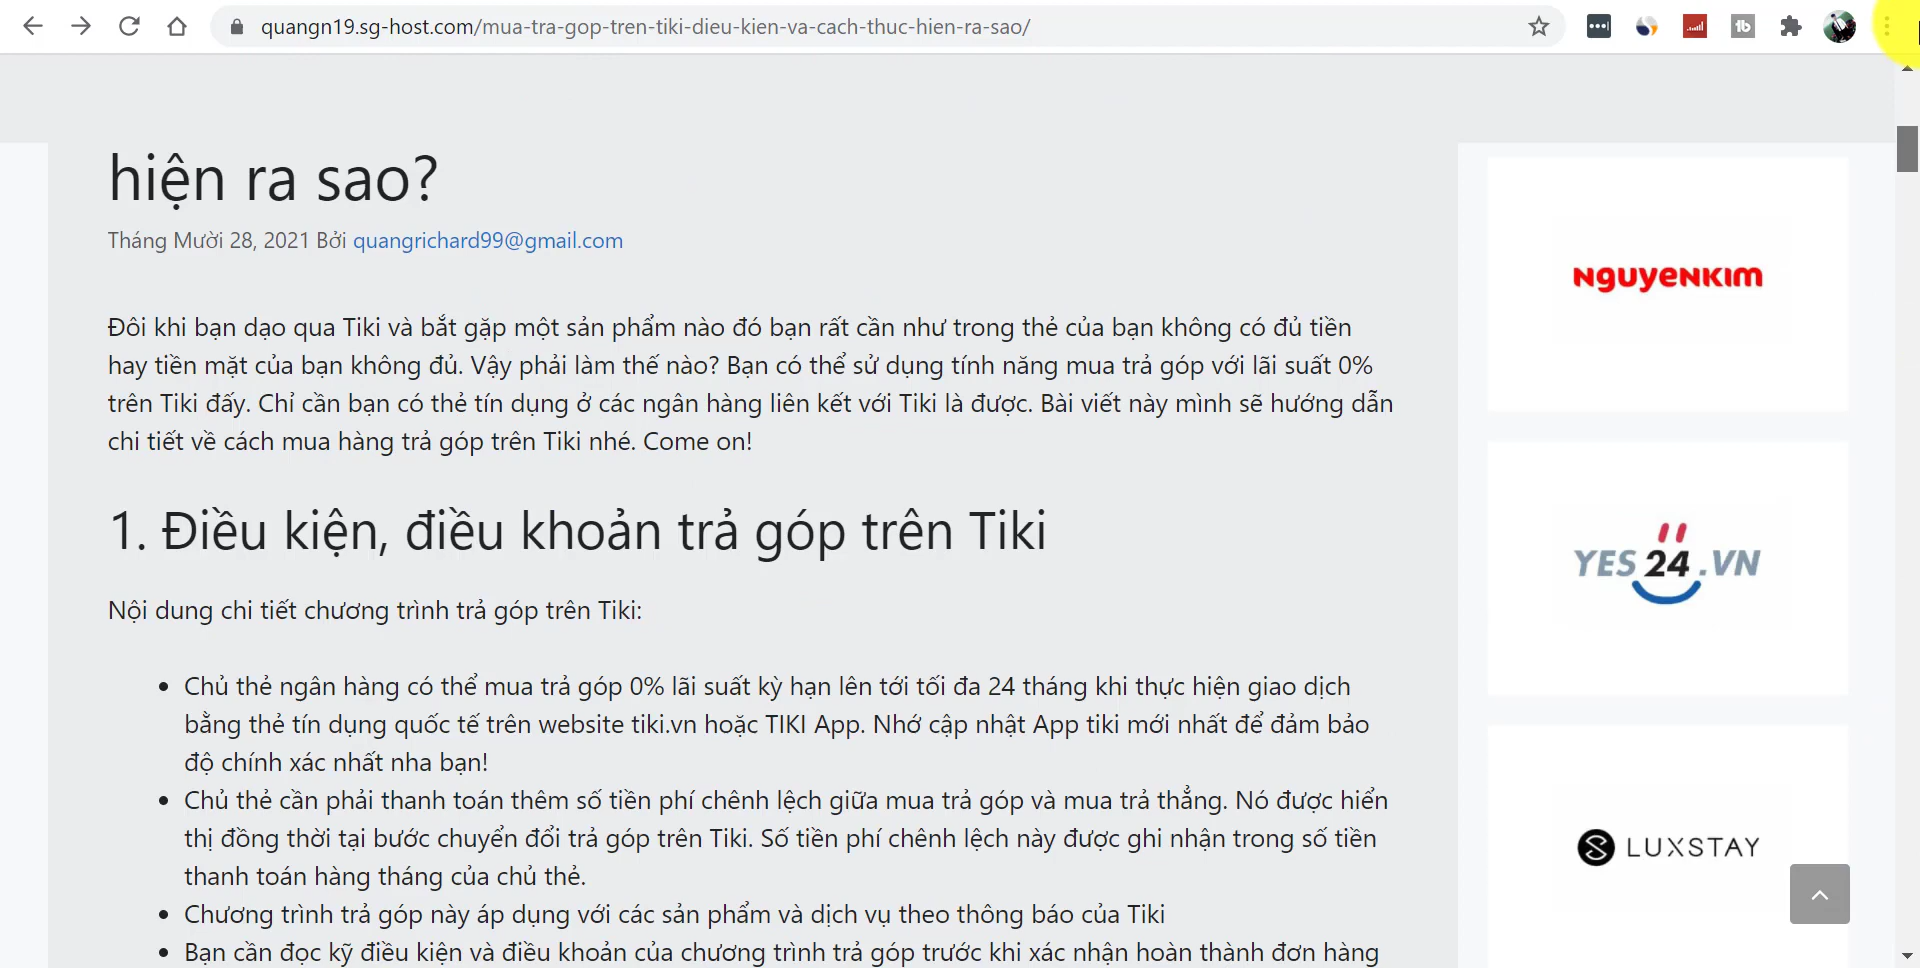 quangn19.sg-host.com/mua-tra-gop-tren-tiki-dieu-kien-va-cach-thuc-hien-ra-sao/
hiện ra sao?
Tháng Mười 28, 2021 Bởi quangrichard99@gmail.com
Đôi khi bạn dạo qua Tiki và bắt gặp một sản phẩm nào đó bạn rất cần như trong thẻ của bạn không có đủ tiền
hay tiền mặt của bạn không đủ. Vậy phải làm thế nào? Bạn có thể sử dụng tính năng mua trả góp với lãi suất 0%
trên Tiki đấy. Chỉ cần bạn có thẻ tín dụng ở các ngân hàng liên kết với Tiki là được. Bài viết này mình sẽ hướng dẫn
chi tiết về cách mua hàng trả góp trên Tiki nhé. Come on!
1. Điều kiện, điều khoản trả góp trên Tiki
Nội dung chi tiết chương trình trả góp trên Tiki:
• Chủ thẻ ngân hàng có thể mua trả góp 0% lãi suất kỳ hạn lên tới tối đa 24 tháng khi thực hiện giao dịch
bằng thẻ tín dụng quốc tế trên website tiki.vn hoặc TIKI App. Nhớ cập nhật App tiki mới nhất để đảm bảo
độ chính xác nhất nha bạn!
• Chủ thẻ cần phải thanh toán thêm số tiền phí chênh lệch giữa mua trả góp và mua trả thẳng. Nó được hiển
thị đồng thời tại bước chuyển đổi trả góp trên Tiki. Số tiền phí chênh lệch này được ghi nhận trong số tiền
thanh toán hàng tháng của chủ thẻ.
• Chương trình trả góp này áp dụng với các sản phẩm và dịch vụ theo thông báo của Tiki
• Bạn cần đọc kỹ điều kiện và điều khoản của chương trình trả góp trước khi xác nhận hoàn thành đơn hàng
NGUYENKIM
YES24.VN
LUXSTAY